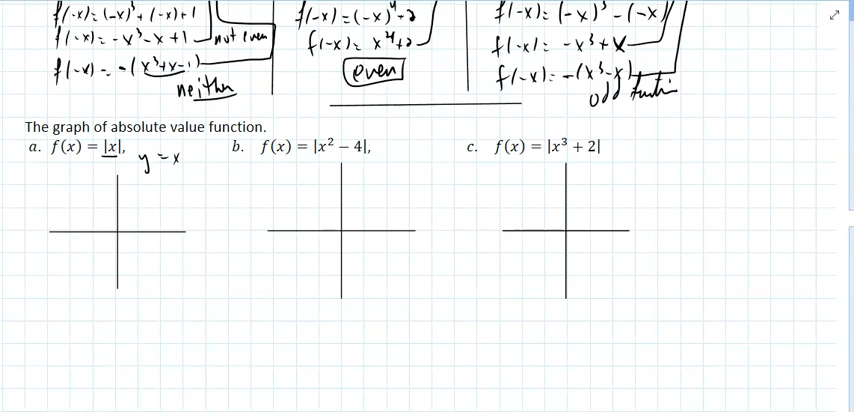 f(-x) = (-x)³ + (-x) + 1
f(-x) = -x³ - x + 1 not even
f(-x) = -(x³ + x - 1)
neither
f(-x) = (-x)⁴ + 2
f(-x) = x⁴ + 2
even
f(-x) = (-x)³ - (-x)
f(-x) = -x³ + x
f(-x) = -(x³ - x)
odd
The graph of absolute value function.
a. f(x) = |x|, y = x
b. f(x) = |x² − 4|,
c. f(x) = |x³ + 2|